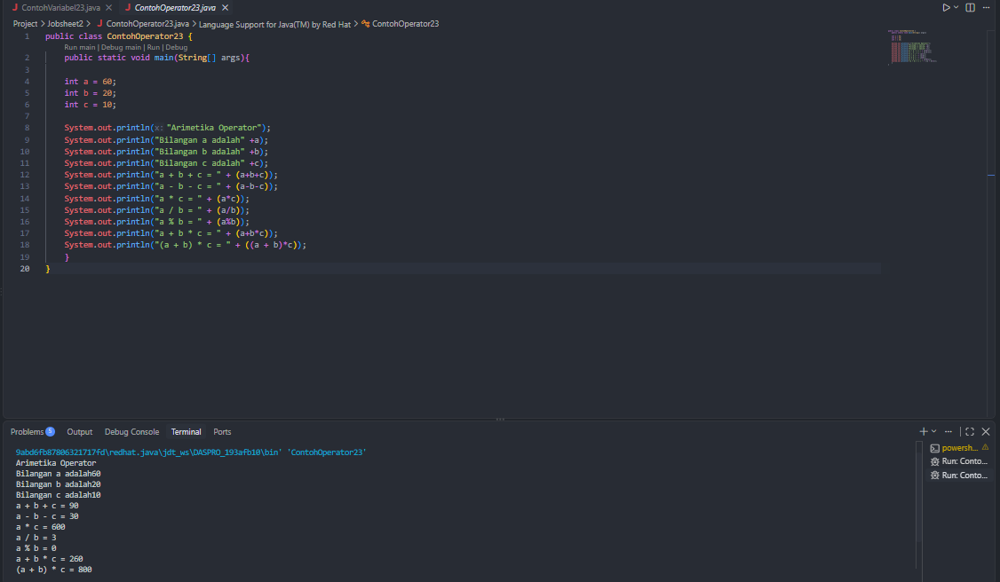 ContohVariabel23.java ContohOperator23.java
Project > Jobsheet2 > ContohOperator23.java > Language Support for Java(TM) by Red Hat > ContohOperator23
1 public class ContohOperator23 {
Run main | Debug main | Run | Debug
2 public static void main(String[] args){
3
4 int a = 60;
5 int b = 20;
6 int c = 10;
7
8 System.out.println(x: "Arimetika Operator");
9 System.out.println("Bilangan a adalah" +a);
10 System.out.println("Bilangan b adalah" +b);
11 System.out.println("Bilangan c adalah" +c);
12 System.out.println("a + b + c = " + (a+b+c));
13 System.out.println("a - b - c = " + (a-b-c));
14 System.out.println("a * c = " + (a*c));
15 System.out.println("a / b = " + (a/b));
16 System.out.println("a % b = " + (a%b));
17 System.out.println("a + b * c = " + (a+b*c));
18 System.out.println("(a + b) * c = " + ((a + b)*c));
19 }
20 }
Problems 5 Output Debug Console Terminal Ports
9abd6fb87806321717fd\redhat.java\jdt_ws\DASPRO_193afb10\bin' 'ContohOperator23'
Arimetika Operator
Bilangan a adalah60
Bilangan b adalah20
Bilangan c adalah10
a + b + c = 90
a - b - c = 30
a * c = 600
a / b = 3
a % b = 0
a + b * c = 260
(a + b) * c = 800
powersh...
Run: Conto...
Run: Conto...